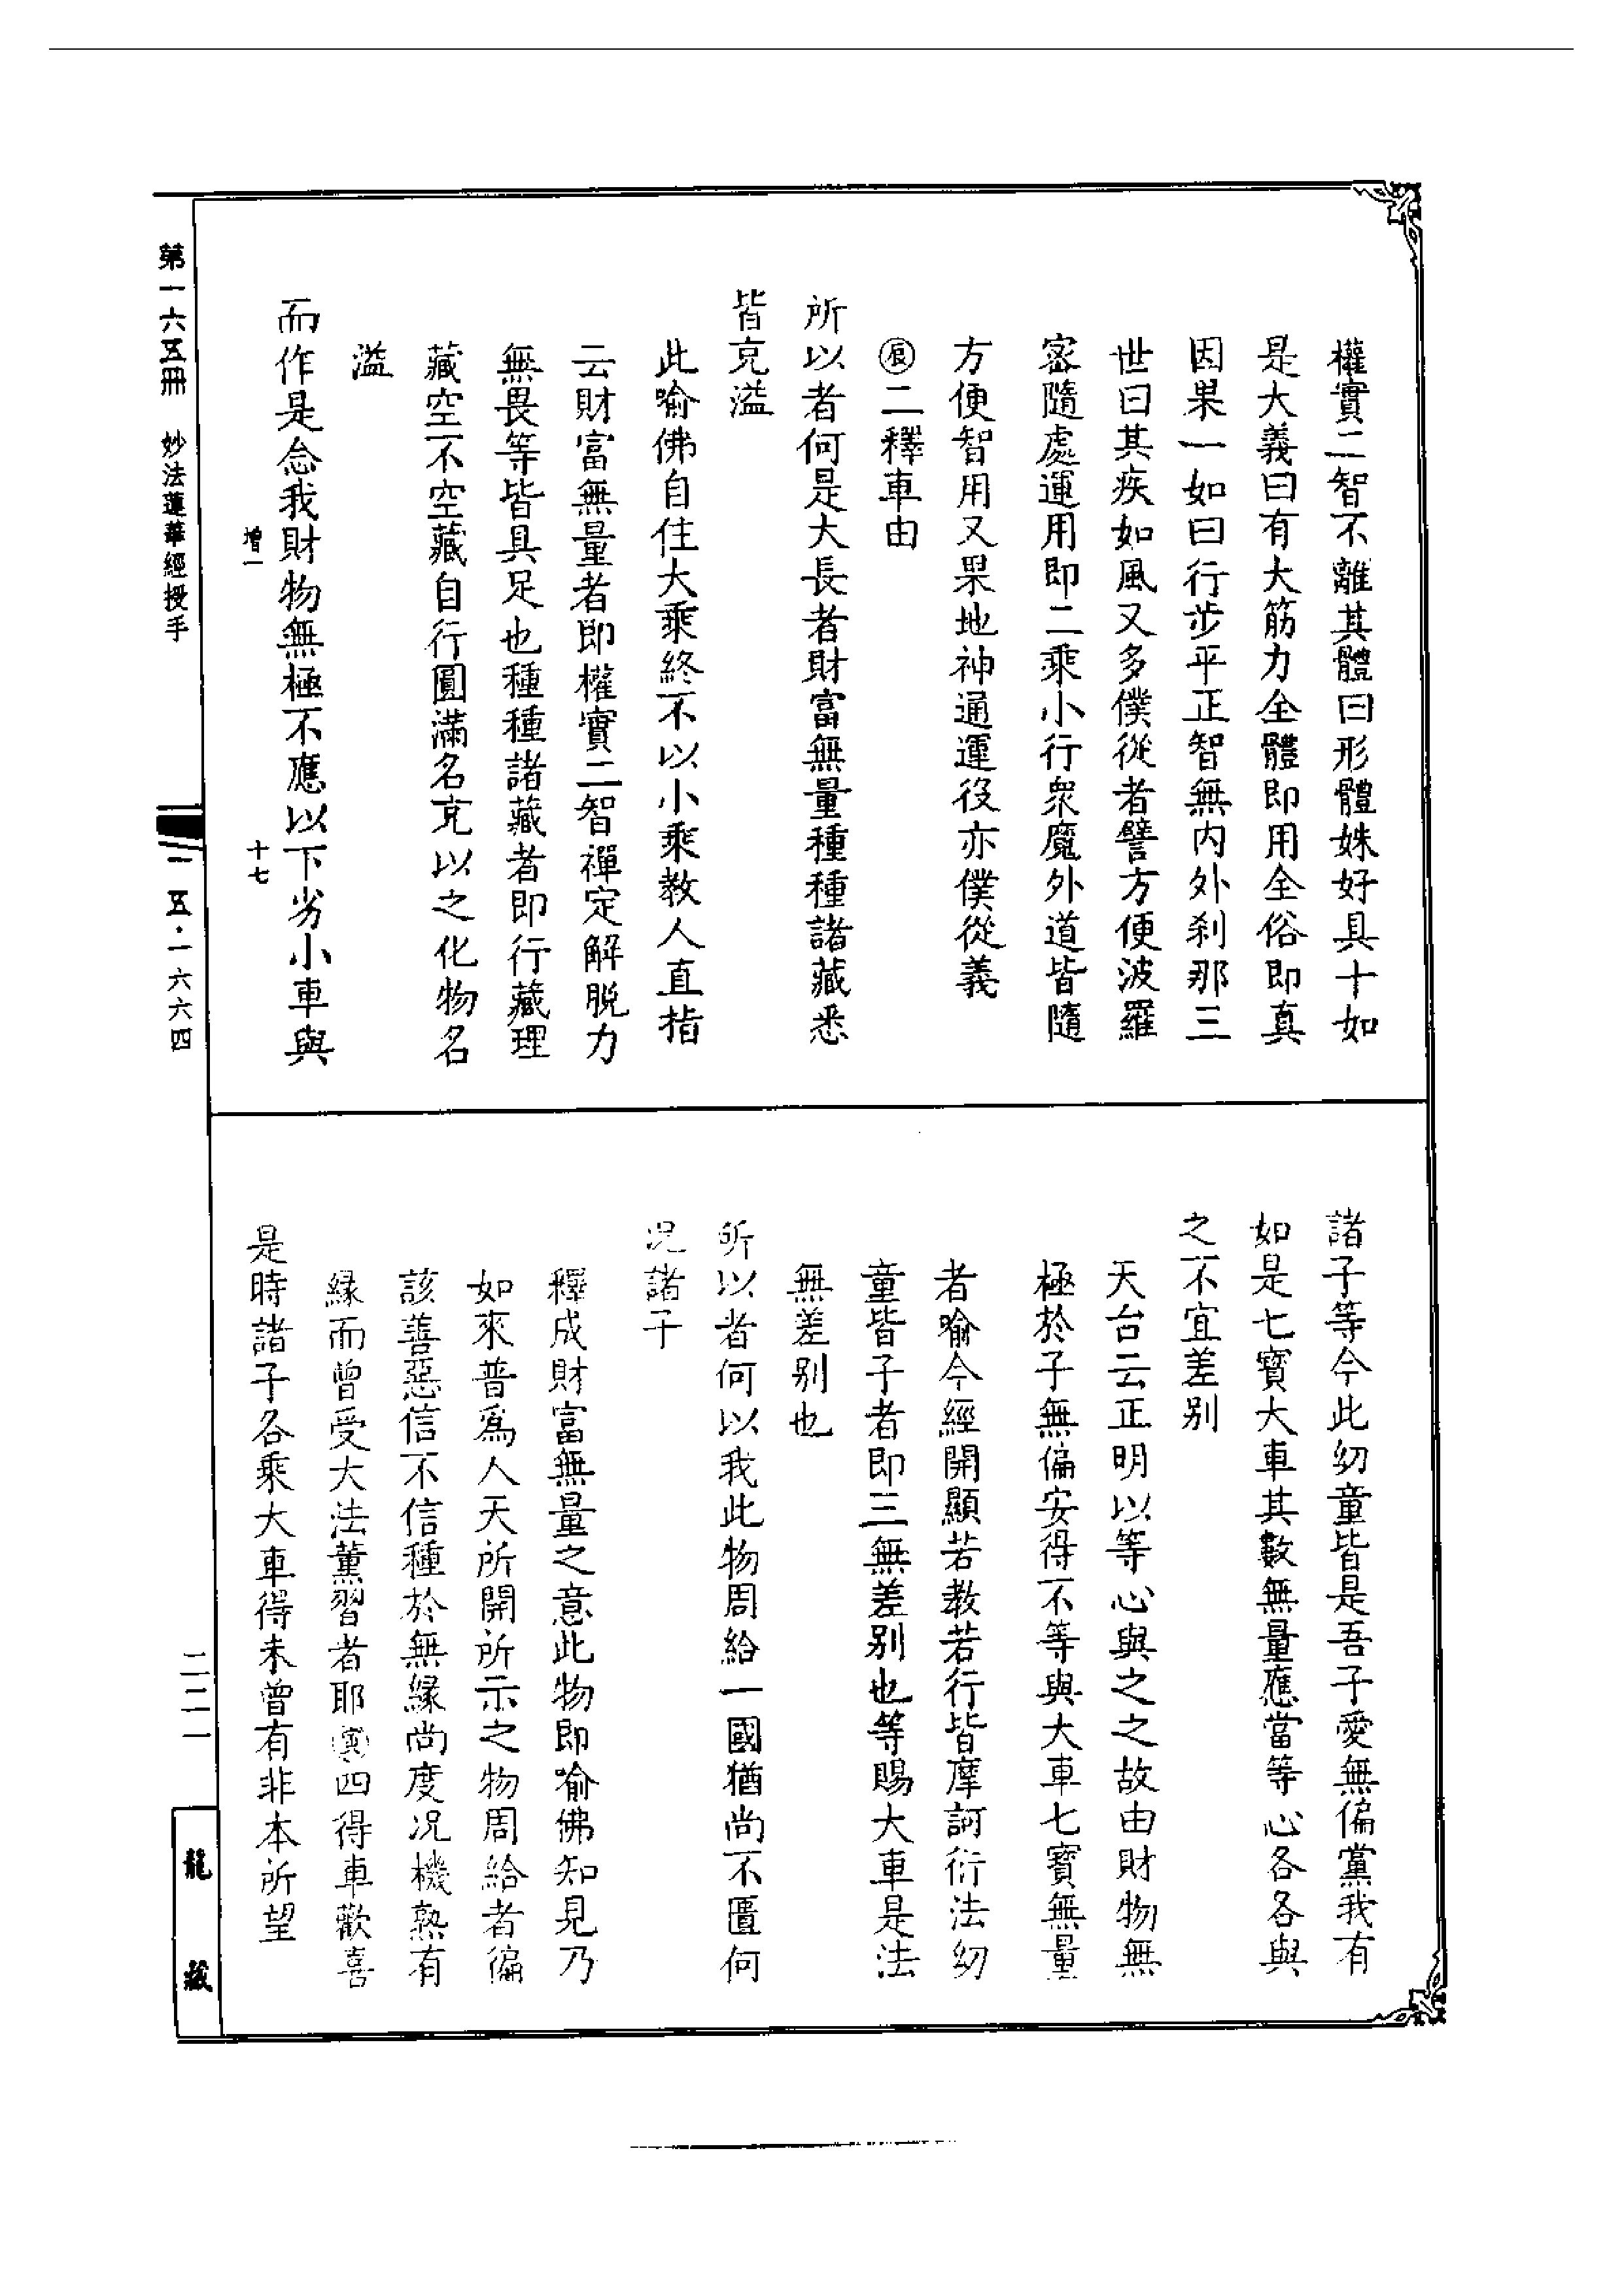 權實二智不離其體曰形體姝好具十如
是大義曰有大筋力全體即用全俗即真
因果一如曰行步平正智無内外刹那三
世曰其疾如風又多僕從者譬方便波羅
密隨處運用即二乘小行衆魔外道皆隨
方便智用又果地神通運役亦僕從義
㊀二釋車由
所以者何是大長者財富無量種種諸藏悉
皆充溢
此喻佛自住大乘終不以小乘教人直指
云財富無量者即權實二智禪定解脱力
無畏等皆具足也種種諸藏者即行藏理
藏空不空藏自行圓滿名充以之化物名
溢
而作是念我財物無極不應以下劣小車與
增一
十七
諸子等今此幼童皆是吾子愛無偏黨我有
如是七寶大車其數無量應當等心各各與
之不宜差别
天台云正明以等心與之之故由財物無
極於子無偏安得不等與大車七寶無量
者喻今經開顯若教若行皆摩訶衍法幼
童皆子者即三無差别也等賜大車是法
無差别也
所以者何以我此物周給一國猶尚不匱何
况諸子
釋成財富無量之意此物即喻佛知見乃
如來普爲人天所開所示之物周給者徧
該善惡信不信種於無緣尚度况機熟有
緣而曾受大法薰習者耶㊁四得車歡喜
是時諸子各乘大車得未曾有非本所望
第一六五冊 妙法蓮華經授手
一五·一六六四
二二一
龍藏